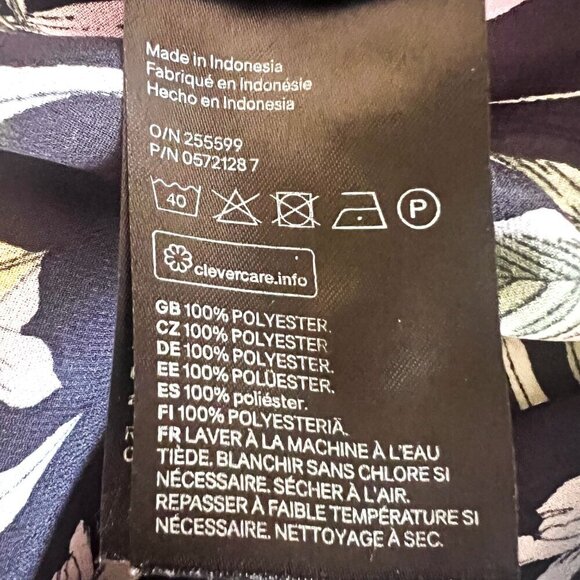 Made in Indonesia
Fabriqué en Indonésie
Hecho en Indonesia
O/N 255599
P/N 0572128 7
40
P
clevercare.info
GB 100% POLYESTER.
CZ 100% POLYESTER
DE 100% POLYESTER.
EE 100% POLÜESTER.
ES 100% poliéster.
FI 100% POLYESTERIÄ.
FR LAVER À LA MACHINE À L'EAU
TIÈDE. BLANCHIR SANS CHLORE SI
NÉCESSAIRE. SÉCHER À L'AIR.
REPASSER À FAIBLE TEMPÉRATURE SI
NÉCESSAIRE. NETTOYAGE À SEC.